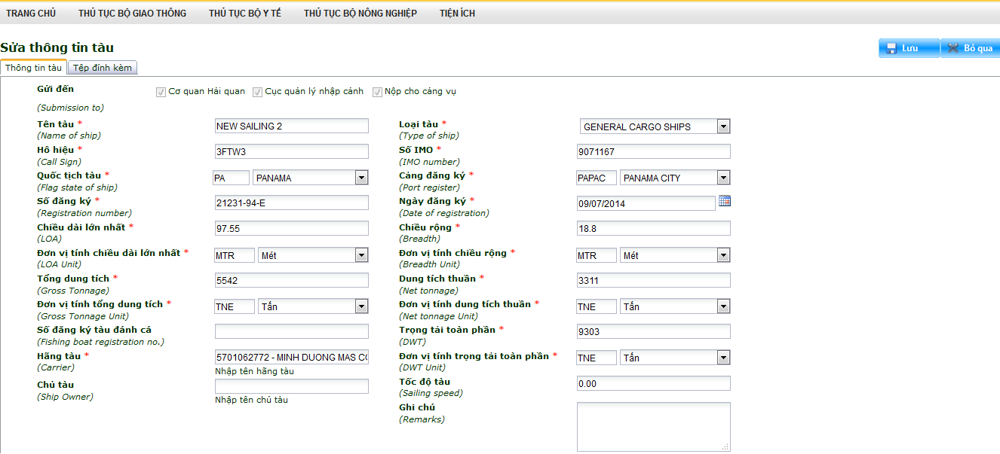 TRANG CHỦ THỦ TỤC BỘ GIAO THÔNG THỦ TỤC BỘ Y TẾ THỦ TỤC BỘ NÔNG NGHIỆP TIỆN ÍCH
Sửa thông tin tàu Lưu Bỏ qua
Thông tin tàu Tệp đính kèm
Gửi đến Cơ quan Hải quan Cục quản lý nhập cảnh Nộp cho cảng vụ
(Submission to)
Tên tàu * NEW SAILING 2 Loại tàu * GENERAL CARGO SHIPS
(Name of ship) (Type of ship)
Hô hiệu * 3FTW3 Số IMO * 9071167
(Call Sign) (IMO number)
Quốc tịch tàu * PA PANAMA Cảng đăng ký * PAPAC PANAMA CITY
(Flag state of ship) (Port register)
Số đăng ký * 21231-94-E Ngày đăng ký * 09/07/2014
(Registration number) (Date of registration)
Chiều dài lớn nhất * 97.55 Chiều rộng * 18.8
(LOA) (Breadth)
Đơn vị tính chiều dài lớn nhất * MTR Mét Đơn vị tính chiều rộng * MTR Mét
(LOA Unit) (Breadth Unit)
Tổng dung tích * 5542 Dung tích thuần * 3311
(Gross Tonnage) (Net tonnage)
Đơn vị tính tổng dung tích * TNE Tấn Đơn vị tính dung tích thuần * TNE Tấn
(Gross Tonnage Unit) (Net tonnage Unit)
Số đăng ký tàu đánh cá Trọng tải toàn phần * 9303
(Fishing boat registration no.) (DWT)
Hãng tàu * 5701062772 - MINH DUONG MAS CO Đơn vị tính trọng tải toàn phần * TNE Tấn
(Carrier) Nhập tên hãng tàu (DWT Unit)
Chủ tàu Tốc độ tàu 0.00
(Ship Owner) Nhập tên chủ tàu (Sailing speed)
Ghi chú
(Remarks)